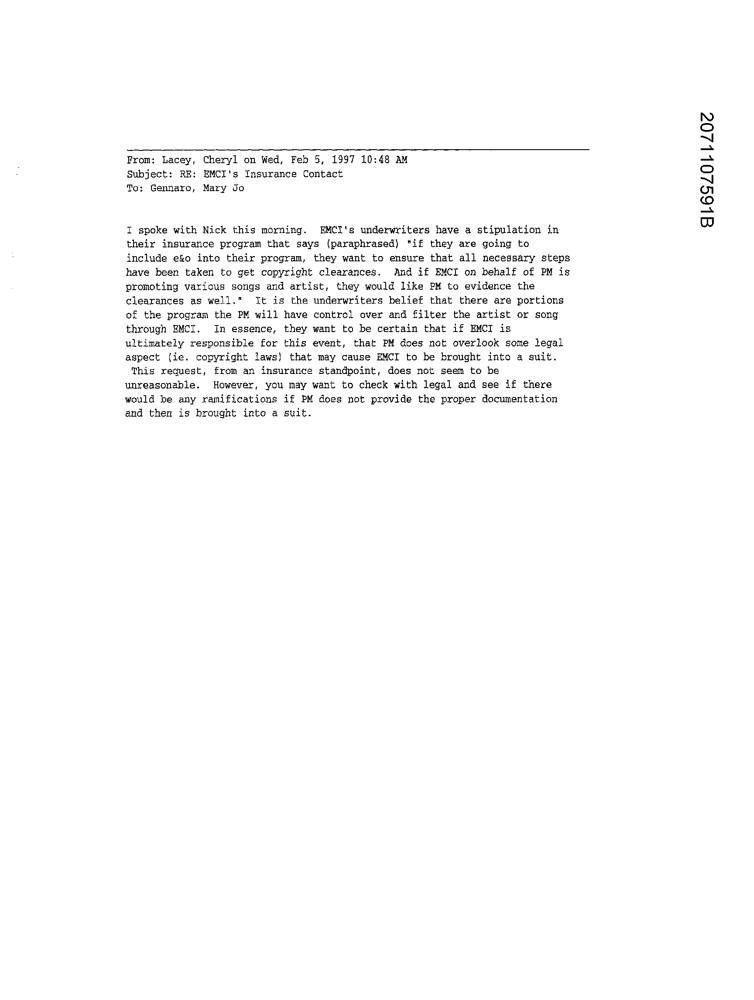 From: Lacey, Cheryl on Wed, Feb 5, 1997 10:48 AM
Subject: RE: EMCI's Insurance Contact
To: Gennaro, Mary Jo
I spoke with Nick this morning. EMCI's underwriters have a stipulation in
their insurance program that says (paraphrased) "if they are going to
include e&o into their program, they want to ensure that all necessary steps
have been taken to get copyright clearances. And if EMCI on behalf of PM is
promoting various songs and artist, they would like PM to evidence the
clearances as well." It is the underwriters belief that there are portions
of the program the PM will have control over and filter the artist or song
through EMCI. In essence, they want to be certain that if EMCI is
ultimately responsible for this event, that PM does not overlook some legal
aspect (ie. copyright laws) that may cause EMCI to be brought into a suit.
This request, from an insurance standpoint, does not seem to be
unreasonable. However, you may want to check with legal and see if there
would be any ramifications if PM does not provide the proper documentation
and then is brought into a suit.
2071107591B